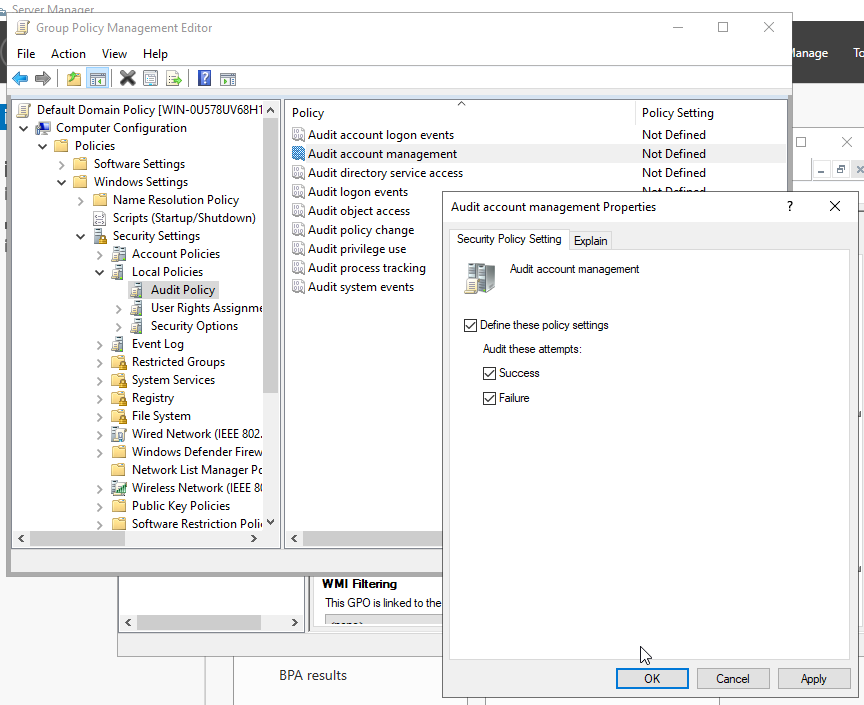 Server Manager
Group Policy Management Editor
File Action View Help
Manage
Default Domain Policy [WIN-0U578UV68H1
Computer Configuration
Policies
Software Settings
Windows Settings
Name Resolution Policy
Scripts (Startup/Shutdown)
Security Settings
Account Policies
Local Policies
Audit Policy
User Rights Assignme
Security Options
Event Log
Restricted Groups
System Services
Registry
File System
Wired Network (IEEE 802.
Windows Defender Firew
Network List Manager Po
Wireless Network (IEEE 80
Public Key Policies
Software Restriction Polic
Policy Policy Setting
Audit account logon events Not Defined
Audit account management Not Defined
Audit directory service access Not Defined
Audit logon events Not Defined
Audit object access
Audit policy change
Audit privilege use
Audit process tracking
Audit system events
Audit account management Properties
Security Policy Setting Explain
Audit account management
Define these policy settings
Audit these attempts:
Success
Failure
OK Cancel Apply
WMI Filtering
This GPO is linked to the
<none>
BPA results